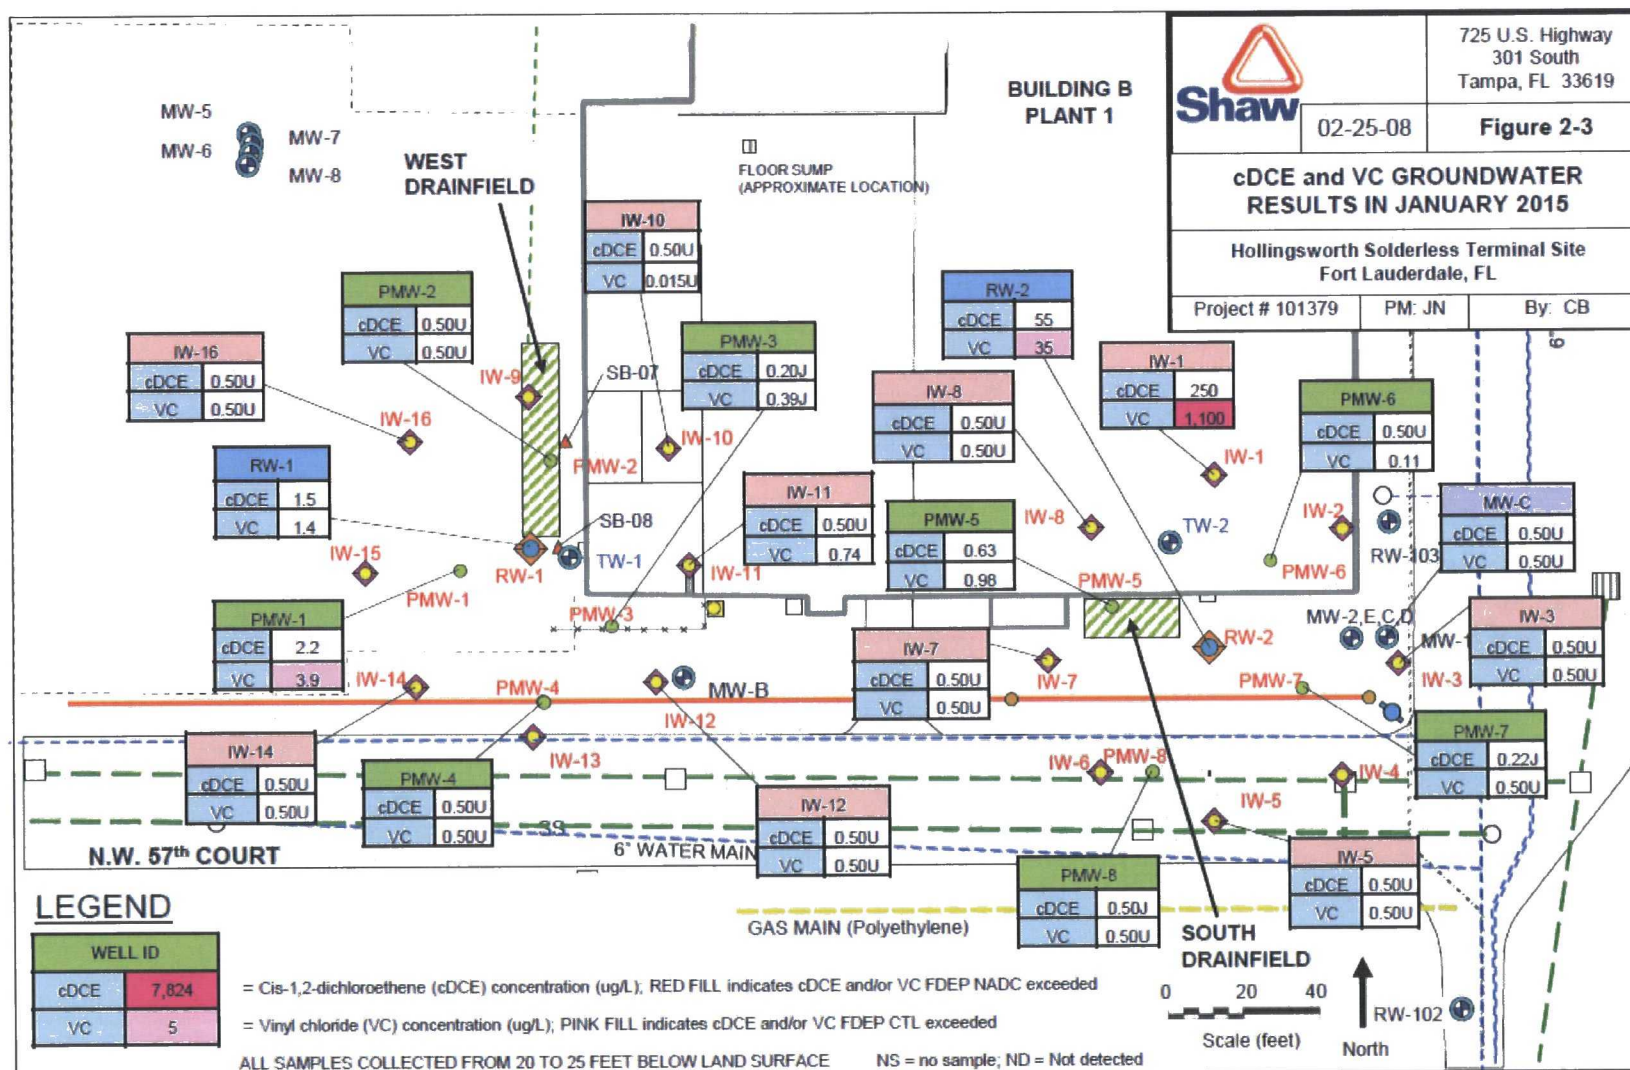 Shaw
725 U.S. Highway
301 South
Tampa, FL 33619
02-25-08
Figure 2-3
cDCE and VC GROUNDWATER
RESULTS IN JANUARY 2015
Hollingsworth Solderless Terminal Site
Fort Lauderdale, FL
Project # 101379
PM: JN
By: CB
BUILDING B
PLANT 1
MW-5
MW-6
MW-7
MW-8
WEST
DRAINFIELD
FLOOR SUMP
(APPROXIMATE LOCATION)
6"
IW-10
cDCE 0.50U
VC 0.015U
PMW-2
cDCE 0.50U
VC 0.50U
RW-2
cDCE 55
VC 35
IW-16
cDCE 0.50U
VC 0.50U
PMW-3
cDCE 0.20J
VC 0.39J
IW-1
cDCE 250
VC 1,100
IW-8
cDCE 0.50U
VC 0.50U
PMW-6
cDCE 0.50U
VC 0.11
IW-9
SB-07
IW-16
IW-10
PMW-2
IW-1
RW-1
cDCE 1.5
VC 1.4
IW-11
cDCE 0.50U
VC 0.74
PMW-5
cDCE 0.63
VC 0.98
MW-C
cDCE 0.50U
VC 0.50U
SB-08
IW-8
TW-2
IW-2
RW-103
IW-15
RW-1
TW-1
IW-11
PMW-6
PMW-1
PMW-5
PMW-3
PMW-1
cDCE 2.2
VC 3.9
IW-7
cDCE 0.50U
VC 0.50U
RW-2
MW-2,E,C,D
MW-1
IW-3
cDCE 0.50U
VC 0.50U
IW-14
PMW-4
MW-B
IW-7
PMW-7
IW-3
IW-12
IW-14
cDCE 0.50U
VC 0.50U
IW-13
PMW-7
cDCE 0.22J
VC 0.50U
PMW-4
cDCE 0.50U
VC 0.50U
IW-6
PMW-8
IW-4
IW-12
cDCE 0.50U
VC 0.50U
IW-5
SS
6" WATER MAIN
N.W. 57th COURT
IW-5
cDCE 0.50U
VC 0.50U
PMW-8
cDCE 0.50J
VC 0.50U
GAS MAIN (Polyethylene)
SOUTH
DRAINFIELD
LEGEND
WELL ID
cDCE 7,824
VC 5
= Cis-1,2-dichloroethene (cDCE) concentration (ug/L); RED FILL indicates cDCE and/or VC FDEP NADC exceeded
= Vinyl chloride (VC) concentration (ug/L); PINK FILL indicates cDCE and/or VC FDEP CTL exceeded
ALL SAMPLES COLLECTED FROM 20 TO 25 FEET BELOW LAND SURFACE
NS = no sample; ND = Not detected
0 20 40
Scale (feet)
North
RW-102